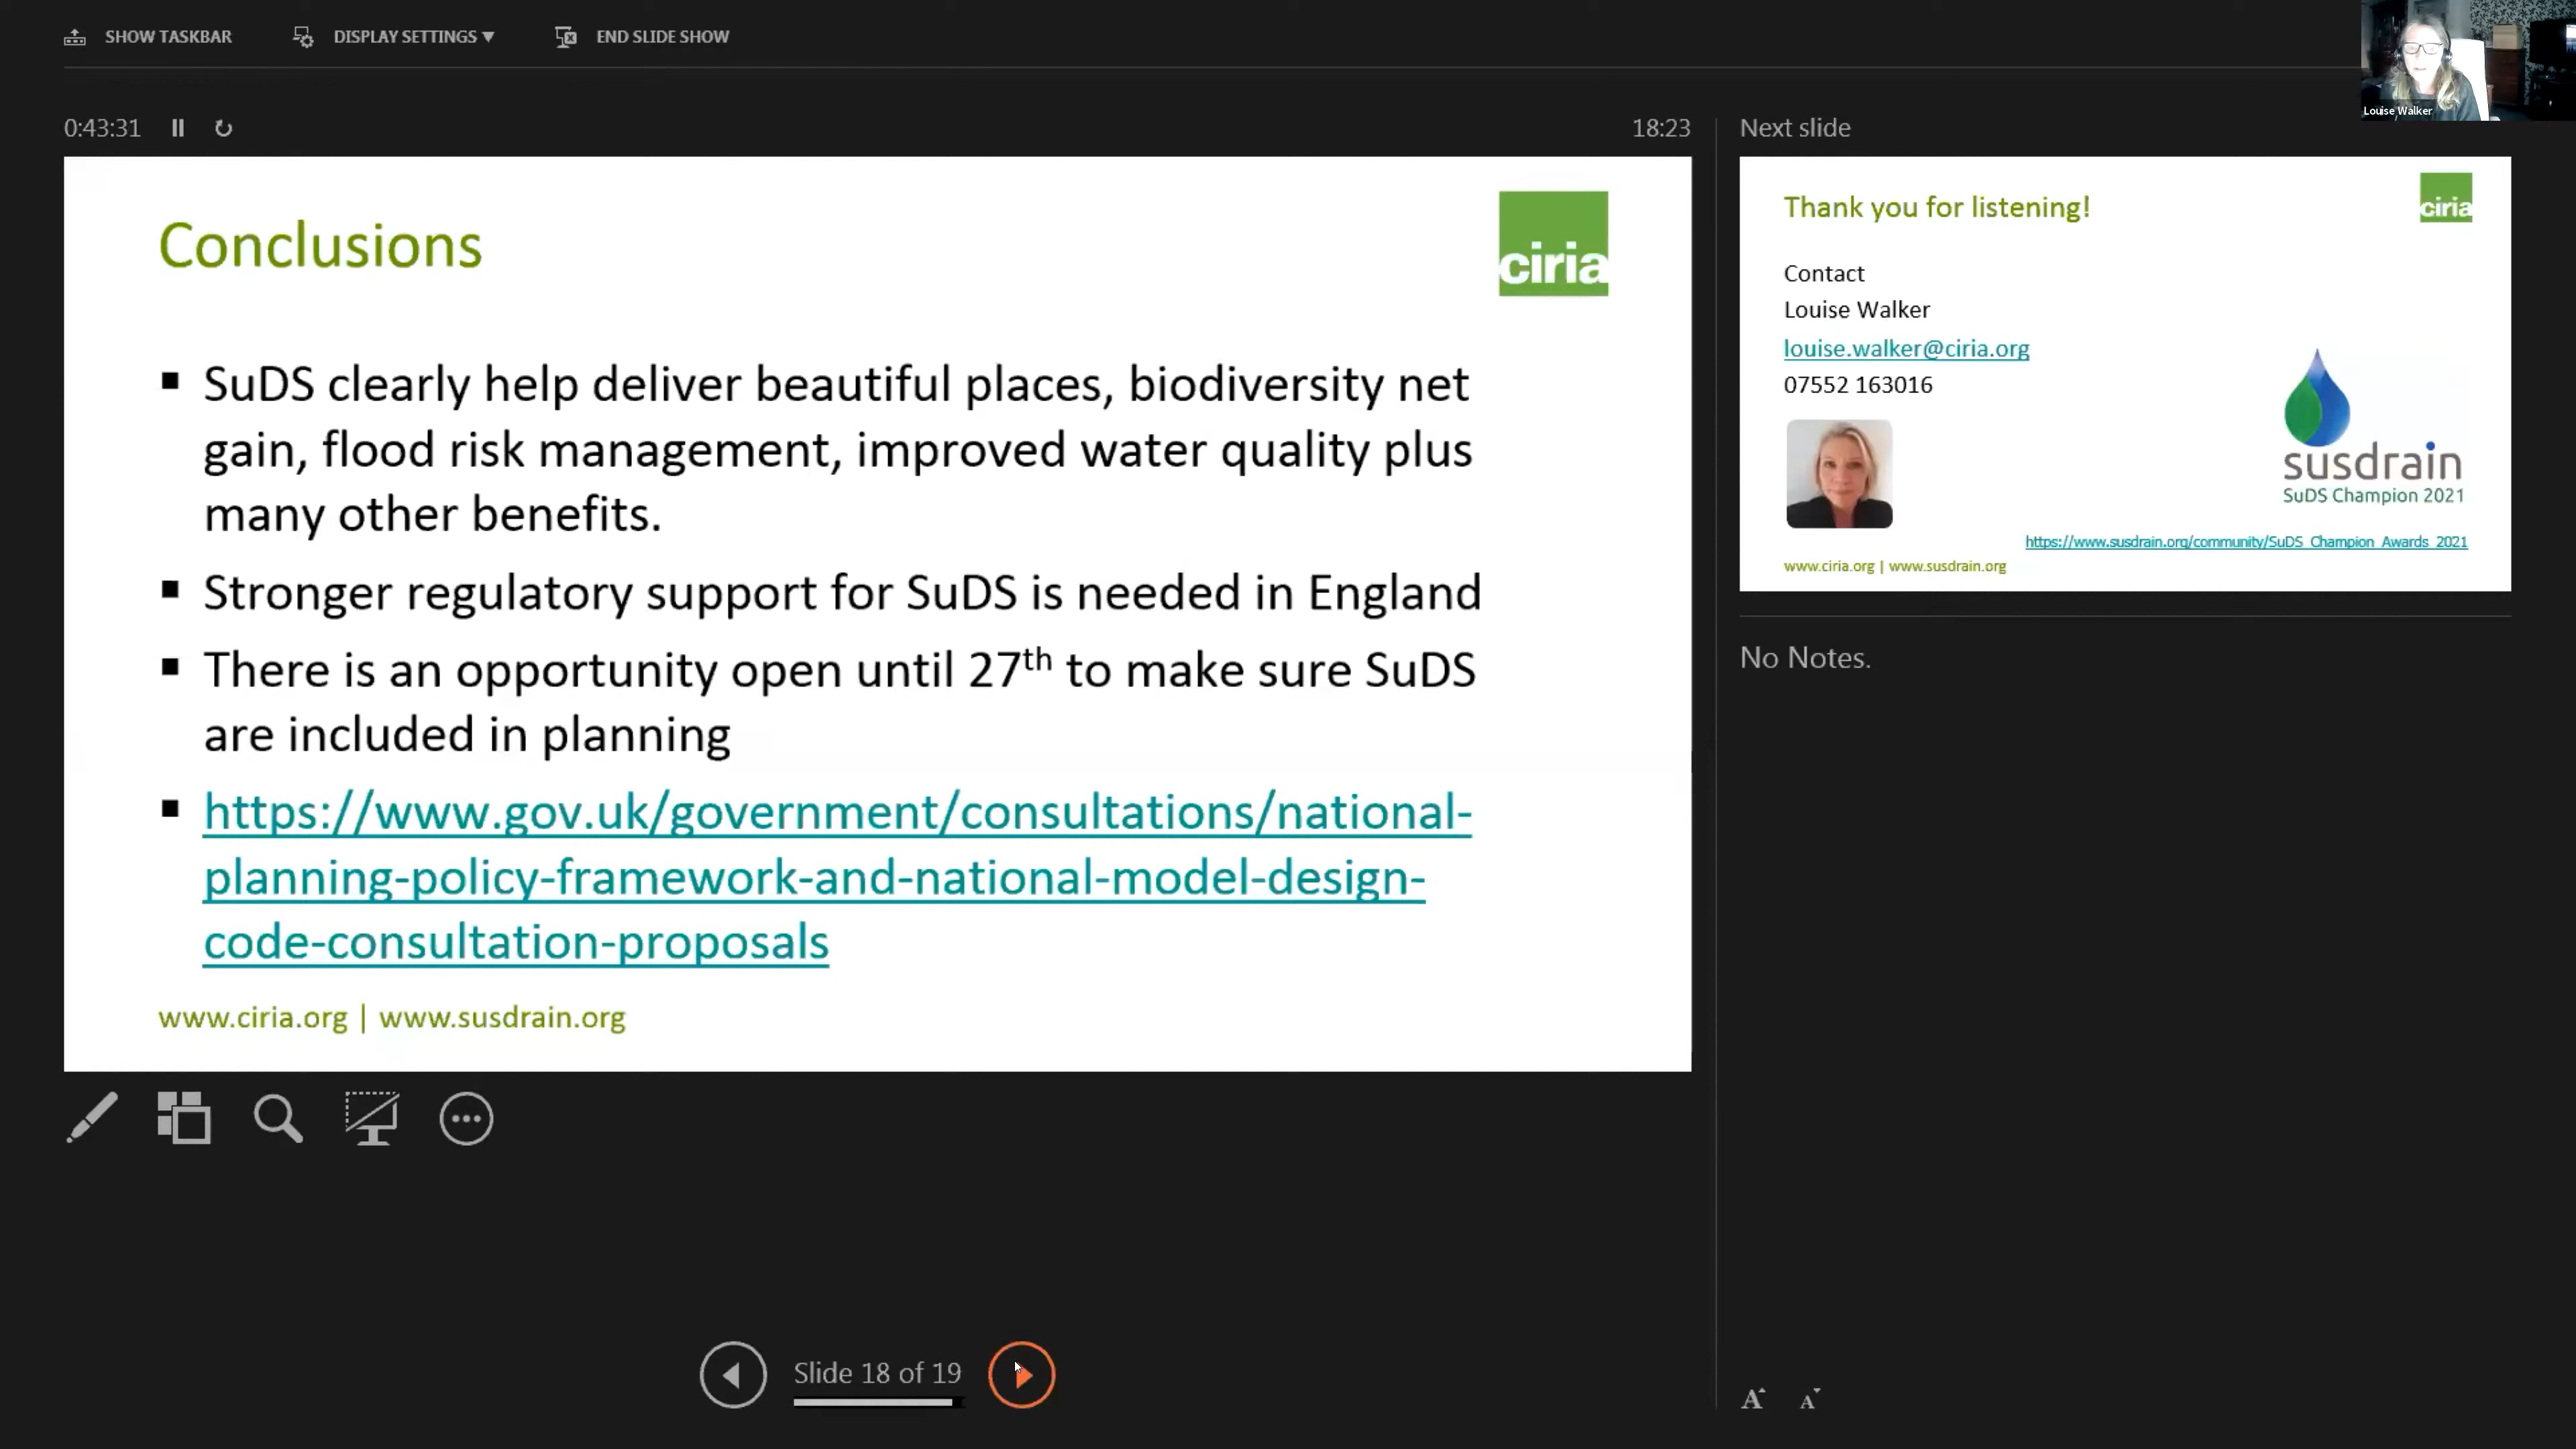 SHOW TASKBAR
DISPLAY SETTINGS ▼
END SLIDE SHOW
Louise Walker
0:43:31
18:23
Next slide
Conclusions
ciria
▪ SuDS clearly help deliver beautiful places, biodiversity net
gain, flood risk management, improved water quality plus
many other benefits.
▪ Stronger regulatory support for SuDS is needed in England
▪ There is an opportunity open until 27th to make sure SuDS
are included in planning
▪ https://www.gov.uk/government/consultations/national-
planning-policy-framework-and-national-model-design-
code-consultation-proposals
www.ciria.org | www.susdrain.org
Thank you for listening!
ciria
Contact
Louise Walker
louise.walker@ciria.org
07552 163016
susdrain
SuDS Champion 2021
https://www.susdrain.org/community/SuDS_Champion_Awards_2021
www.ciria.org | www.susdrain.org
No Notes.
Slide 18 of 19
A A